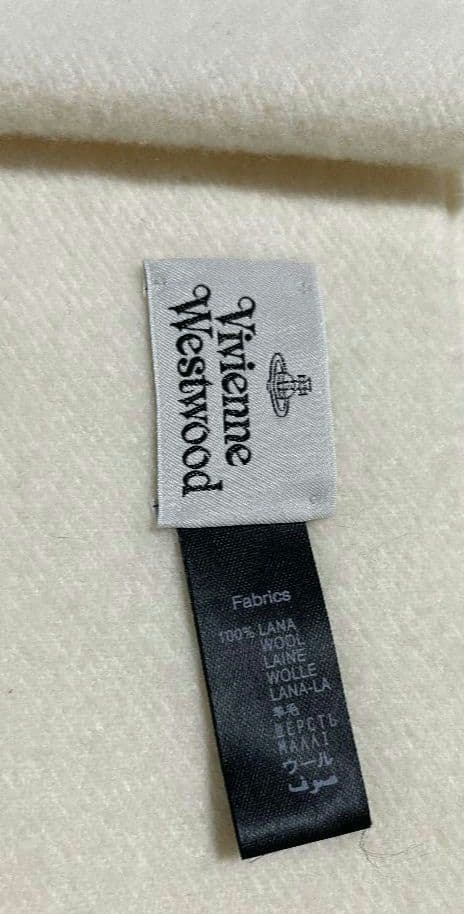 Vivienne
Westwood
Fabrics
100% LANA
WOOL
LAINE
WOLLE
LANA-LA
羊毛
ШЕРСТЬ
ΜΑΛΛΙ
ウール
صوف